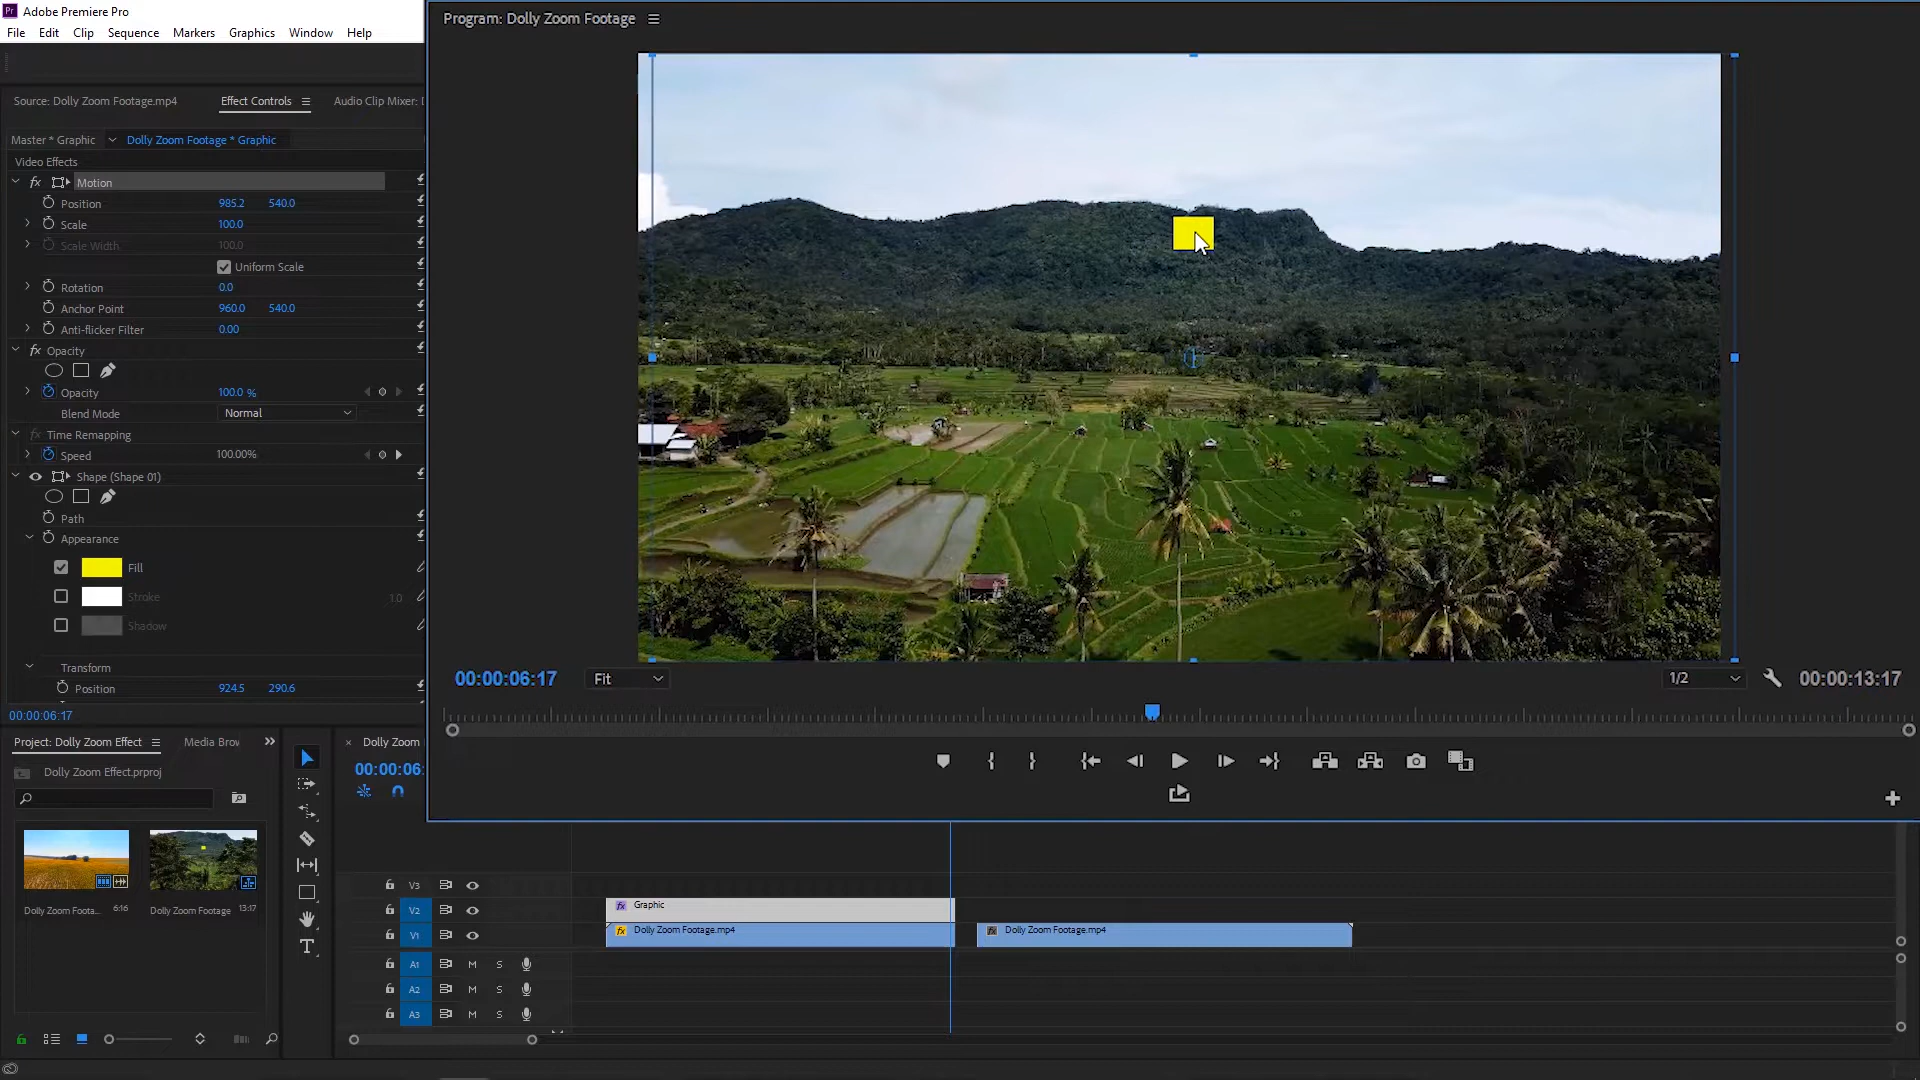 Adobe Premiere Pro
File Edit Clip Sequence Markers Graphics Window Help
Program: Dolly Zoom Footage
Source: Dolly Zoom Footage.mp4 Effect Controls Audio Clip Mixer:
Master * Graphic Dolly Zoom Footage * Graphic
Video Effects
fx Motion
Position 985.2 540.0
Scale 100.0
Scale Width 100.0
Uniform Scale
Rotation 0.0
Anchor Point 960.0 540.0
Anti-flicker Filter 0.00
fx Opacity
Opacity 100.0 %
Blend Mode Normal
fx Time Remapping
Speed 100.00%
Shape (Shape 01)
Path
Appearance
Fill
Stroke 1.0
Shadow
Transform
Position 924.5 290.6
00:00:06:17
00:00:06:17 Fit 1/2 00:00:13:17
Project: Dolly Zoom Effect Media Brov
Dolly Zoom Effect.prproj
Dolly Zoom Foota... 6:16
Dolly Zoom Footage 13:17
× Dolly Zoom
00:00:06:
V3
V2 fx Graphic
V1 fx Dolly Zoom Footage.mp4 fx Dolly Zoom Footage.mp4
A1 M S
A2 M S
A3 M S